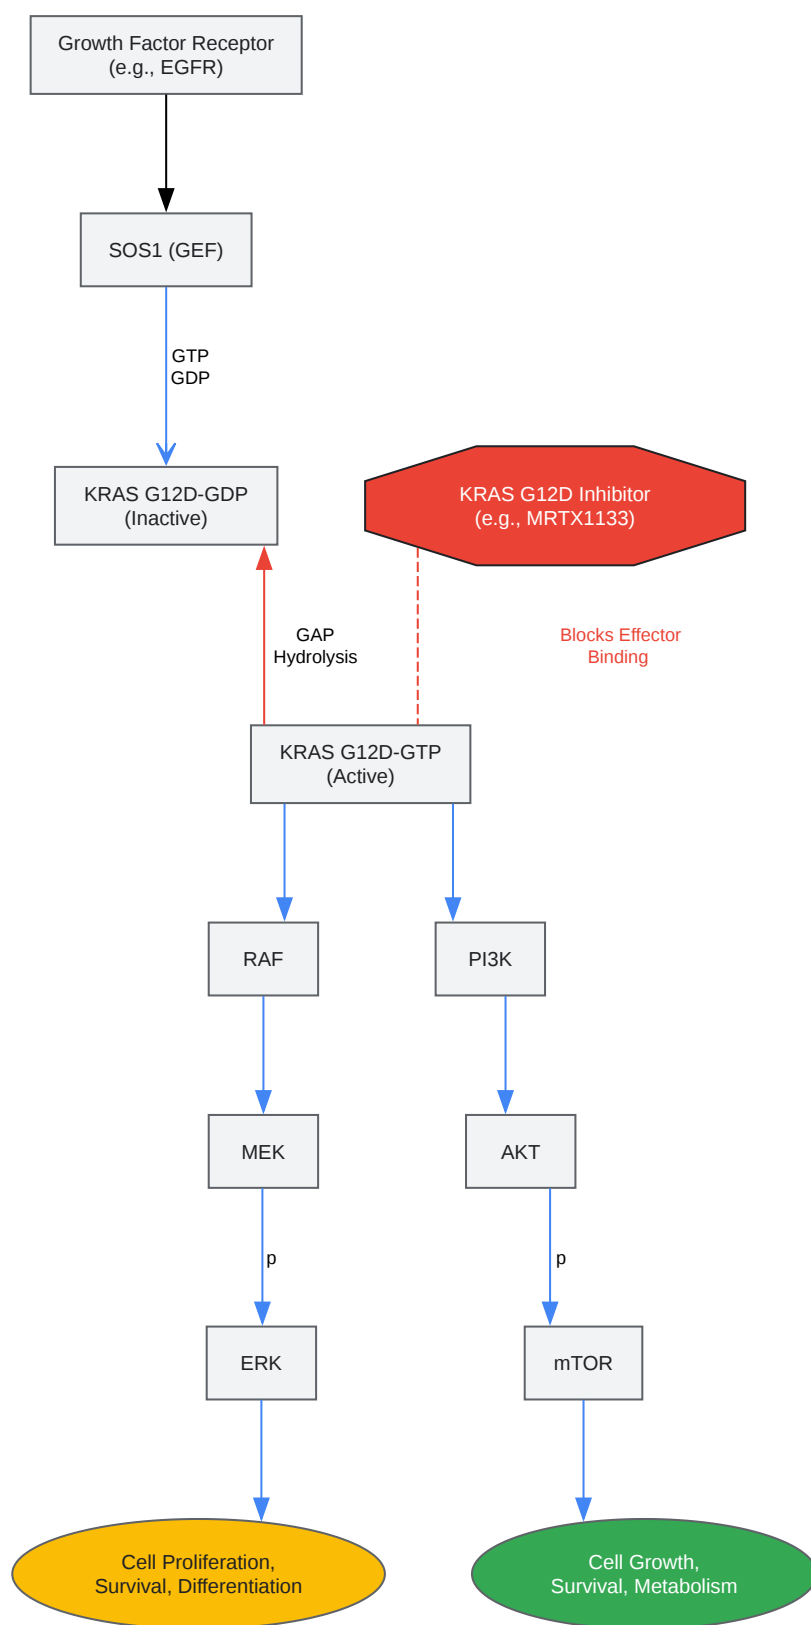 Growth Factor Receptor
(e.g., EGFR)
SOS1 (GEF)
GTP
GDP
KRAS G12D-GDP
(Inactive)
KRAS G12D Inhibitor
(e.g., MRTX1133)
GAP
Hydrolysis
Blocks Effector
Binding
KRAS G12D-GTP
(Active)
RAF
PI3K
MEK
AKT
p
p
ERK
mTOR
Cell Proliferation,
Survival, Differentiation
Cell Growth,
Survival, Metabolism